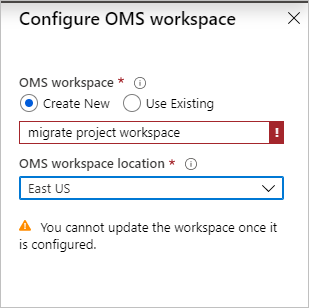 Configure OMS workspace
OMS workspace *
Create New Use Existing
migrate project workspace
OMS workspace location *
East US
You cannot update the workspace once it
is configured.